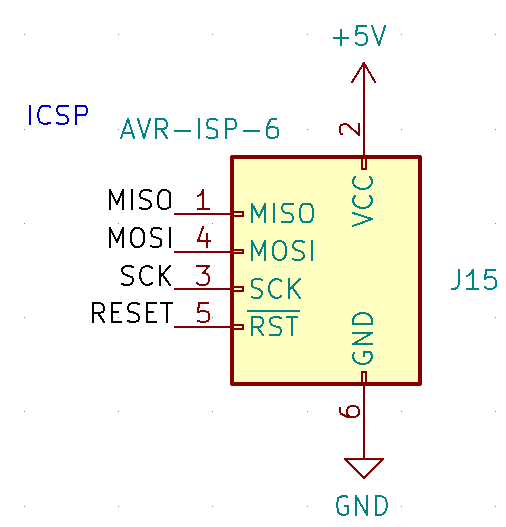 +5V
ICSP
AVR-ISP-6
2
VCC
MISO 1 MISO
MOSI 4 MOSI
SCK 3 SCK
RESET 5 RST
J15
GND
6
GND